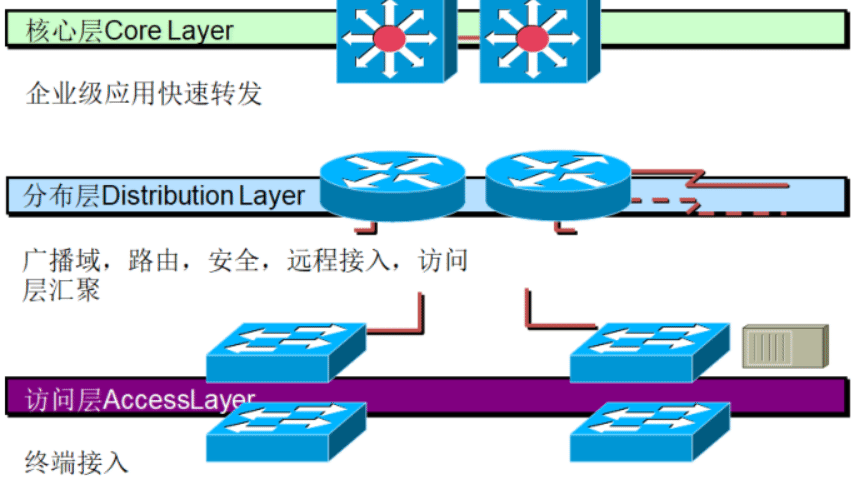 核心层Core Layer
企业级应用快速转发
分布层Distribution Layer
广播域，路由，安全，远程接入，访问
层汇聚
访问层AccessLayer
终端接入